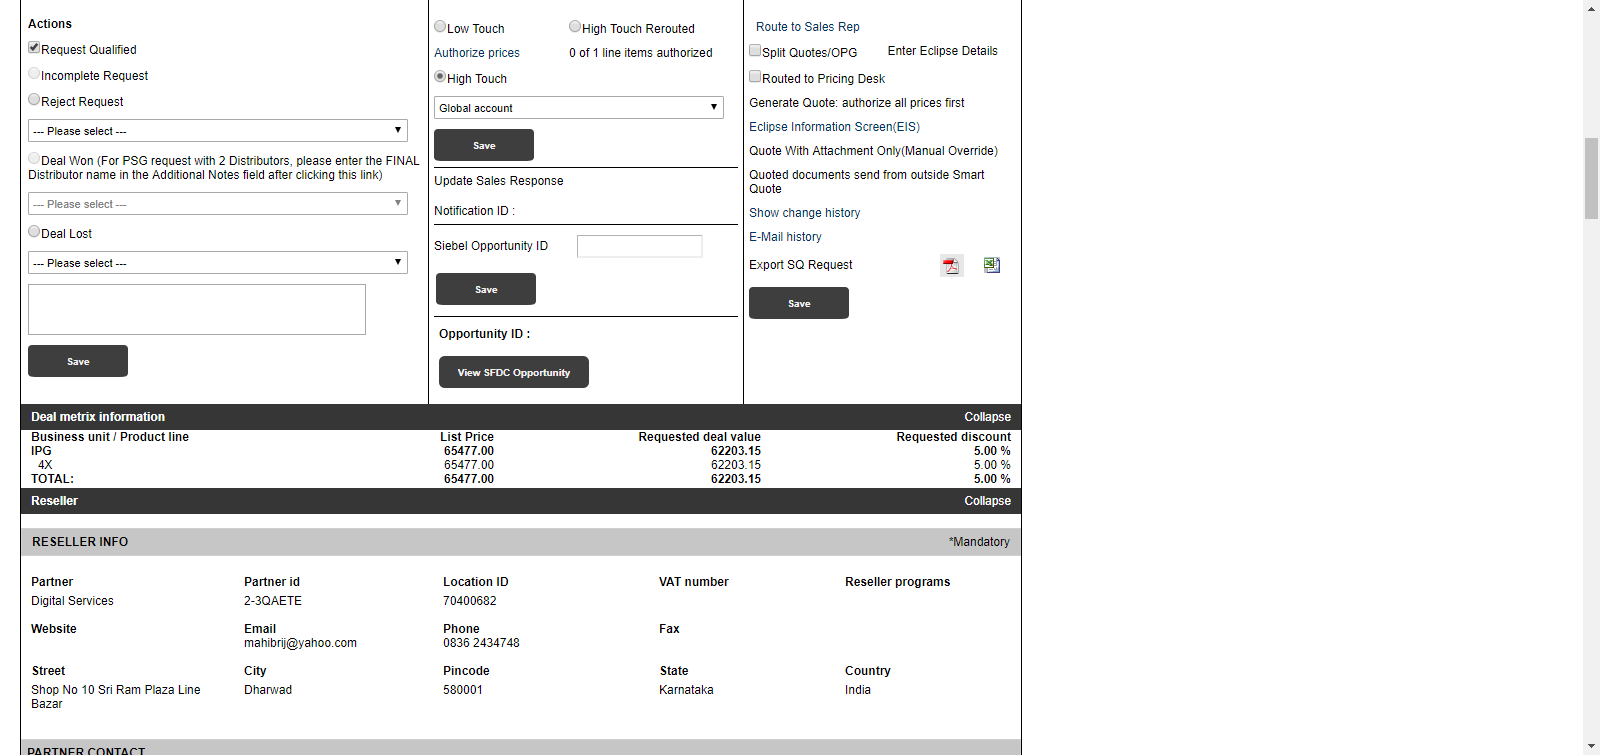 Actions
Request Qualified
Incomplete Request
Reject Request
--- Please select ---
Deal Won (For PSG request with 2 Distributors, please enter the FINAL
Distributor name in the Additional Notes field after clicking this link)
--- Please select ---
Deal Lost
--- Please select ---
Save
Low Touch High Touch Rerouted
Authorize prices 0 of 1 line items authorized
High Touch
Global account
Save
Update Sales Response
Notification ID :
Siebel Opportunity ID
Save
Opportunity ID :
View SFDC Opportunity
Route to Sales Rep
Split Quotes/OPG Enter Eclipse Details
Routed to Pricing Desk
Generate Quote: authorize all prices first
Eclipse Information Screen(EIS)
Quote With Attachment Only(Manual Override)
Quoted documents send from outside Smart
Quote
Show change history
E-Mail history
Export SQ Request
Save
Deal metrix information Collapse
Business unit / Product line List Price Requested deal value Requested discount
IPG 65477.00 62203.15 5.00 %
4X 65477.00 62203.15 5.00 %
TOTAL: 65477.00 62203.15 5.00 %
Reseller Collapse
RESELLER INFO *Mandatory
Partner Partner id Location ID VAT number Reseller programs
Digital Services 2-3QAETE 70400682
Website Email Phone Fax
mahibrij@yahoo.com 0836 2434748
Street City Pincode State Country
Shop No 10 Sri Ram Plaza Line Dharwad 580001 Karnataka India
Bazar
PARTNER CONTACT